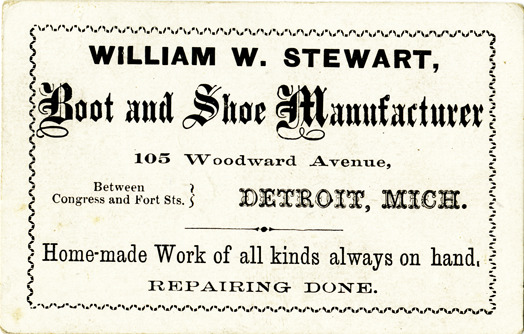 WILLIAM W. STEWART,
Boot and Shoe Manufacturer
105 Woodward Avenue,
Between
Congress and Fort Sts. }
DETROIT, MICH.
Home-made Work of all kinds always on hand.
REPAIRING DONE.